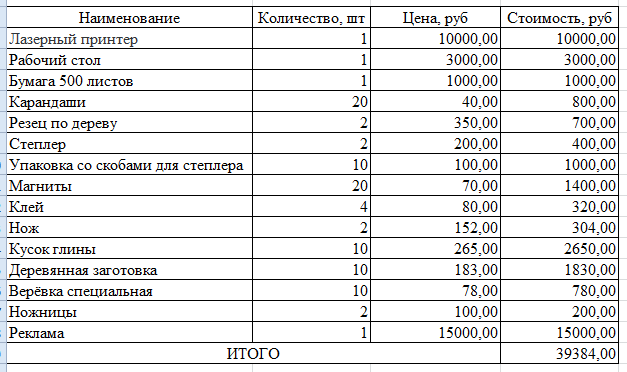 Наименование Количество, шт Цена, руб Стоимость, руб
Лазерный принтер 1 10000,00 10000,00
Рабочий стол 1 3000,00 3000,00
Бумага 500 листов 1 1000,00 1000,00
Карандаши 20 40,00 800,00
Резец по дереву 2 350,00 700,00
Степлер 2 200,00 400,00
Упаковка со скобами для степлера 10 100,00 1000,00
Магниты 20 70,00 1400,00
Клей 4 80,00 320,00
Нож 2 152,00 304,00
Кусок глины 10 265,00 2650,00
Деревянная заготовка 10 183,00 1830,00
Верёвка специальная 10 78,00 780,00
Ножницы 2 100,00 200,00
Реклама 1 15000,00 15000,00
ИТОГО 39384,00